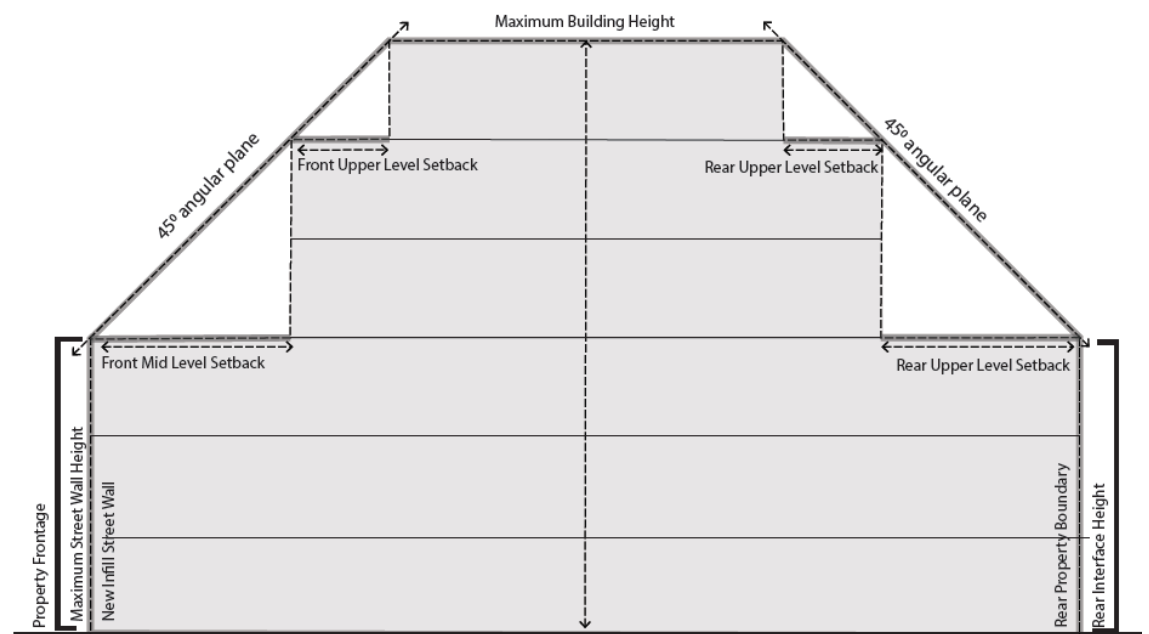 Maximum Building Height
45º angular plane
45º angular plane
Front Upper Level Setback
Rear Upper Level Setback
Front Mid Level Setback
Rear Upper Level Setback
Property Frontage
Maximum Street Wall Height
New Infill Street Wall
Rear Property Boundary
Rear Interface Height